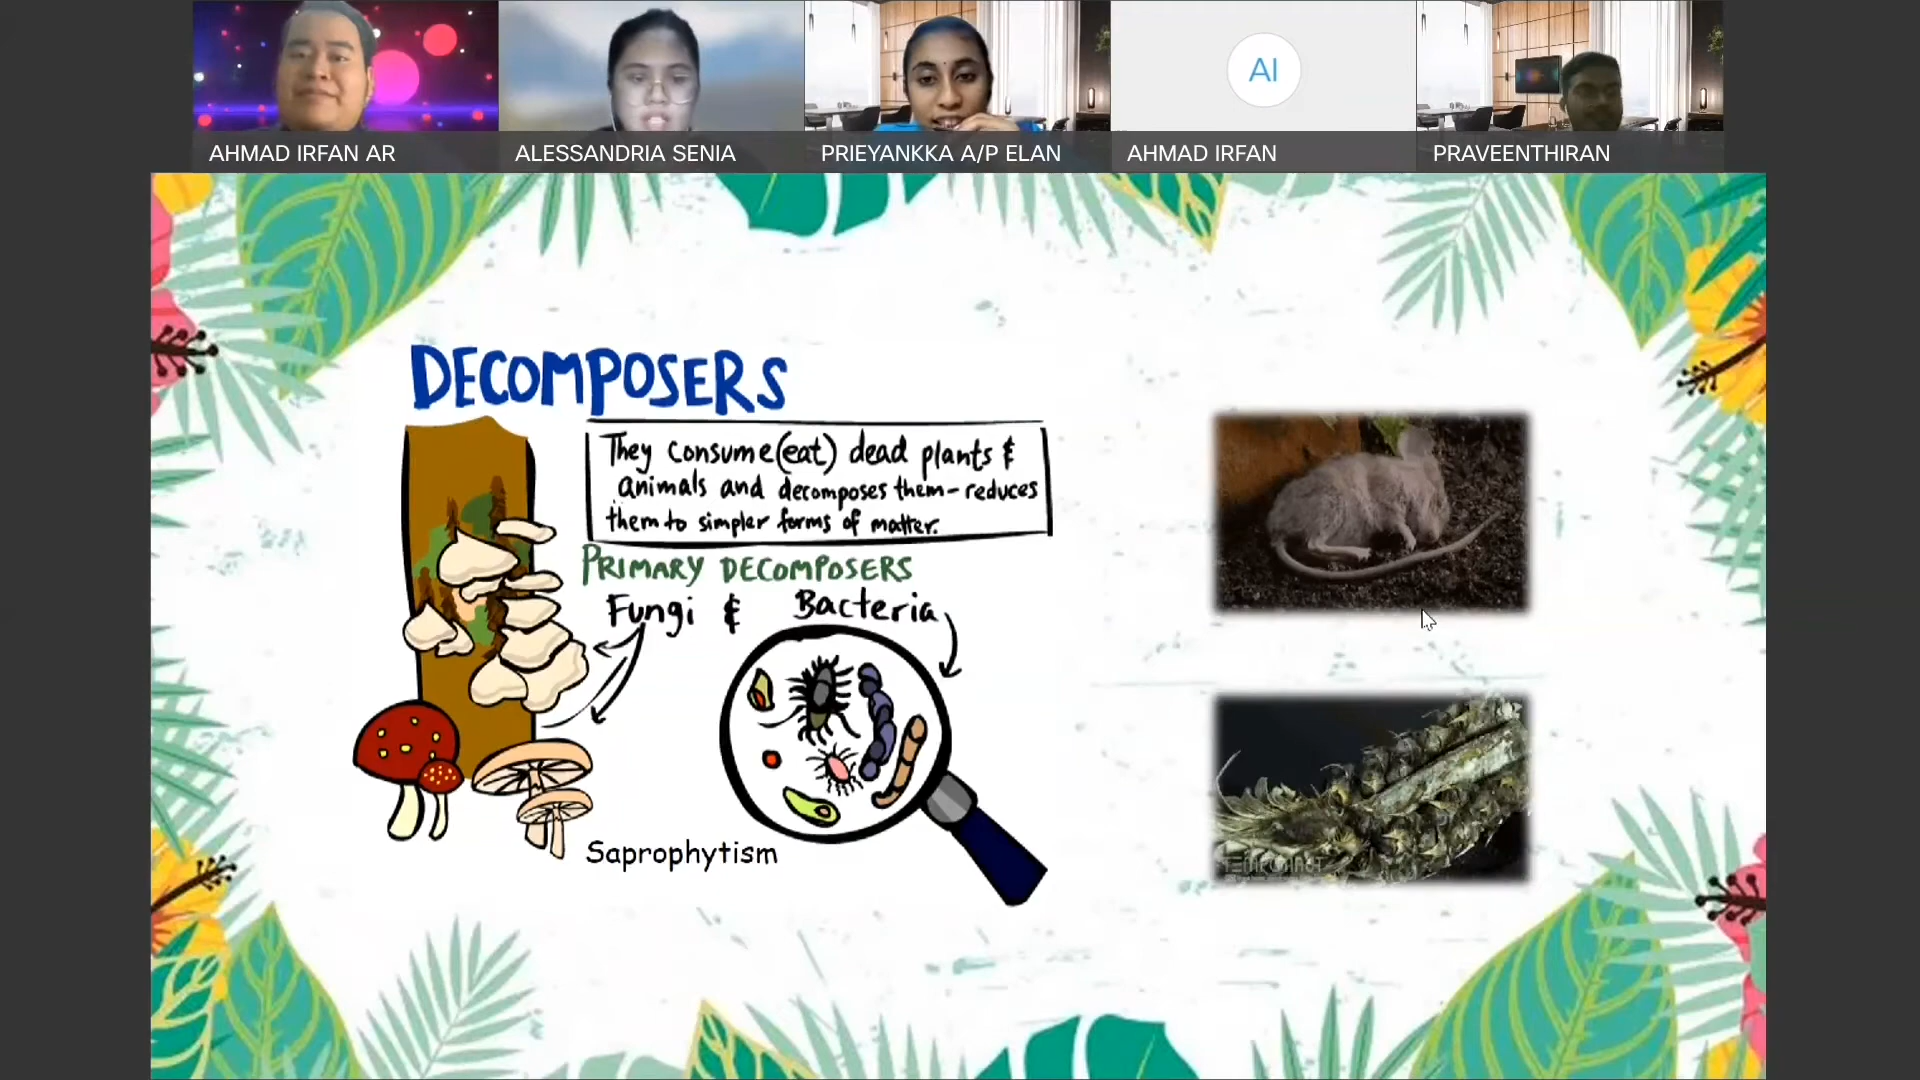 AHMAD IRFAN AR
ALESSANDRIA SENIA
PRIEYANKKA A/P ELAN
AI
AHMAD IRFAN
PRAVEENTHIRAN
DECOMPOSERS
They consume (eat) dead plants &
animals and decomposes them - reduces
them to simpler forms of matter.
PRIMARY DECOMPOSERS
Fungi & Bacteria
Saprophytism